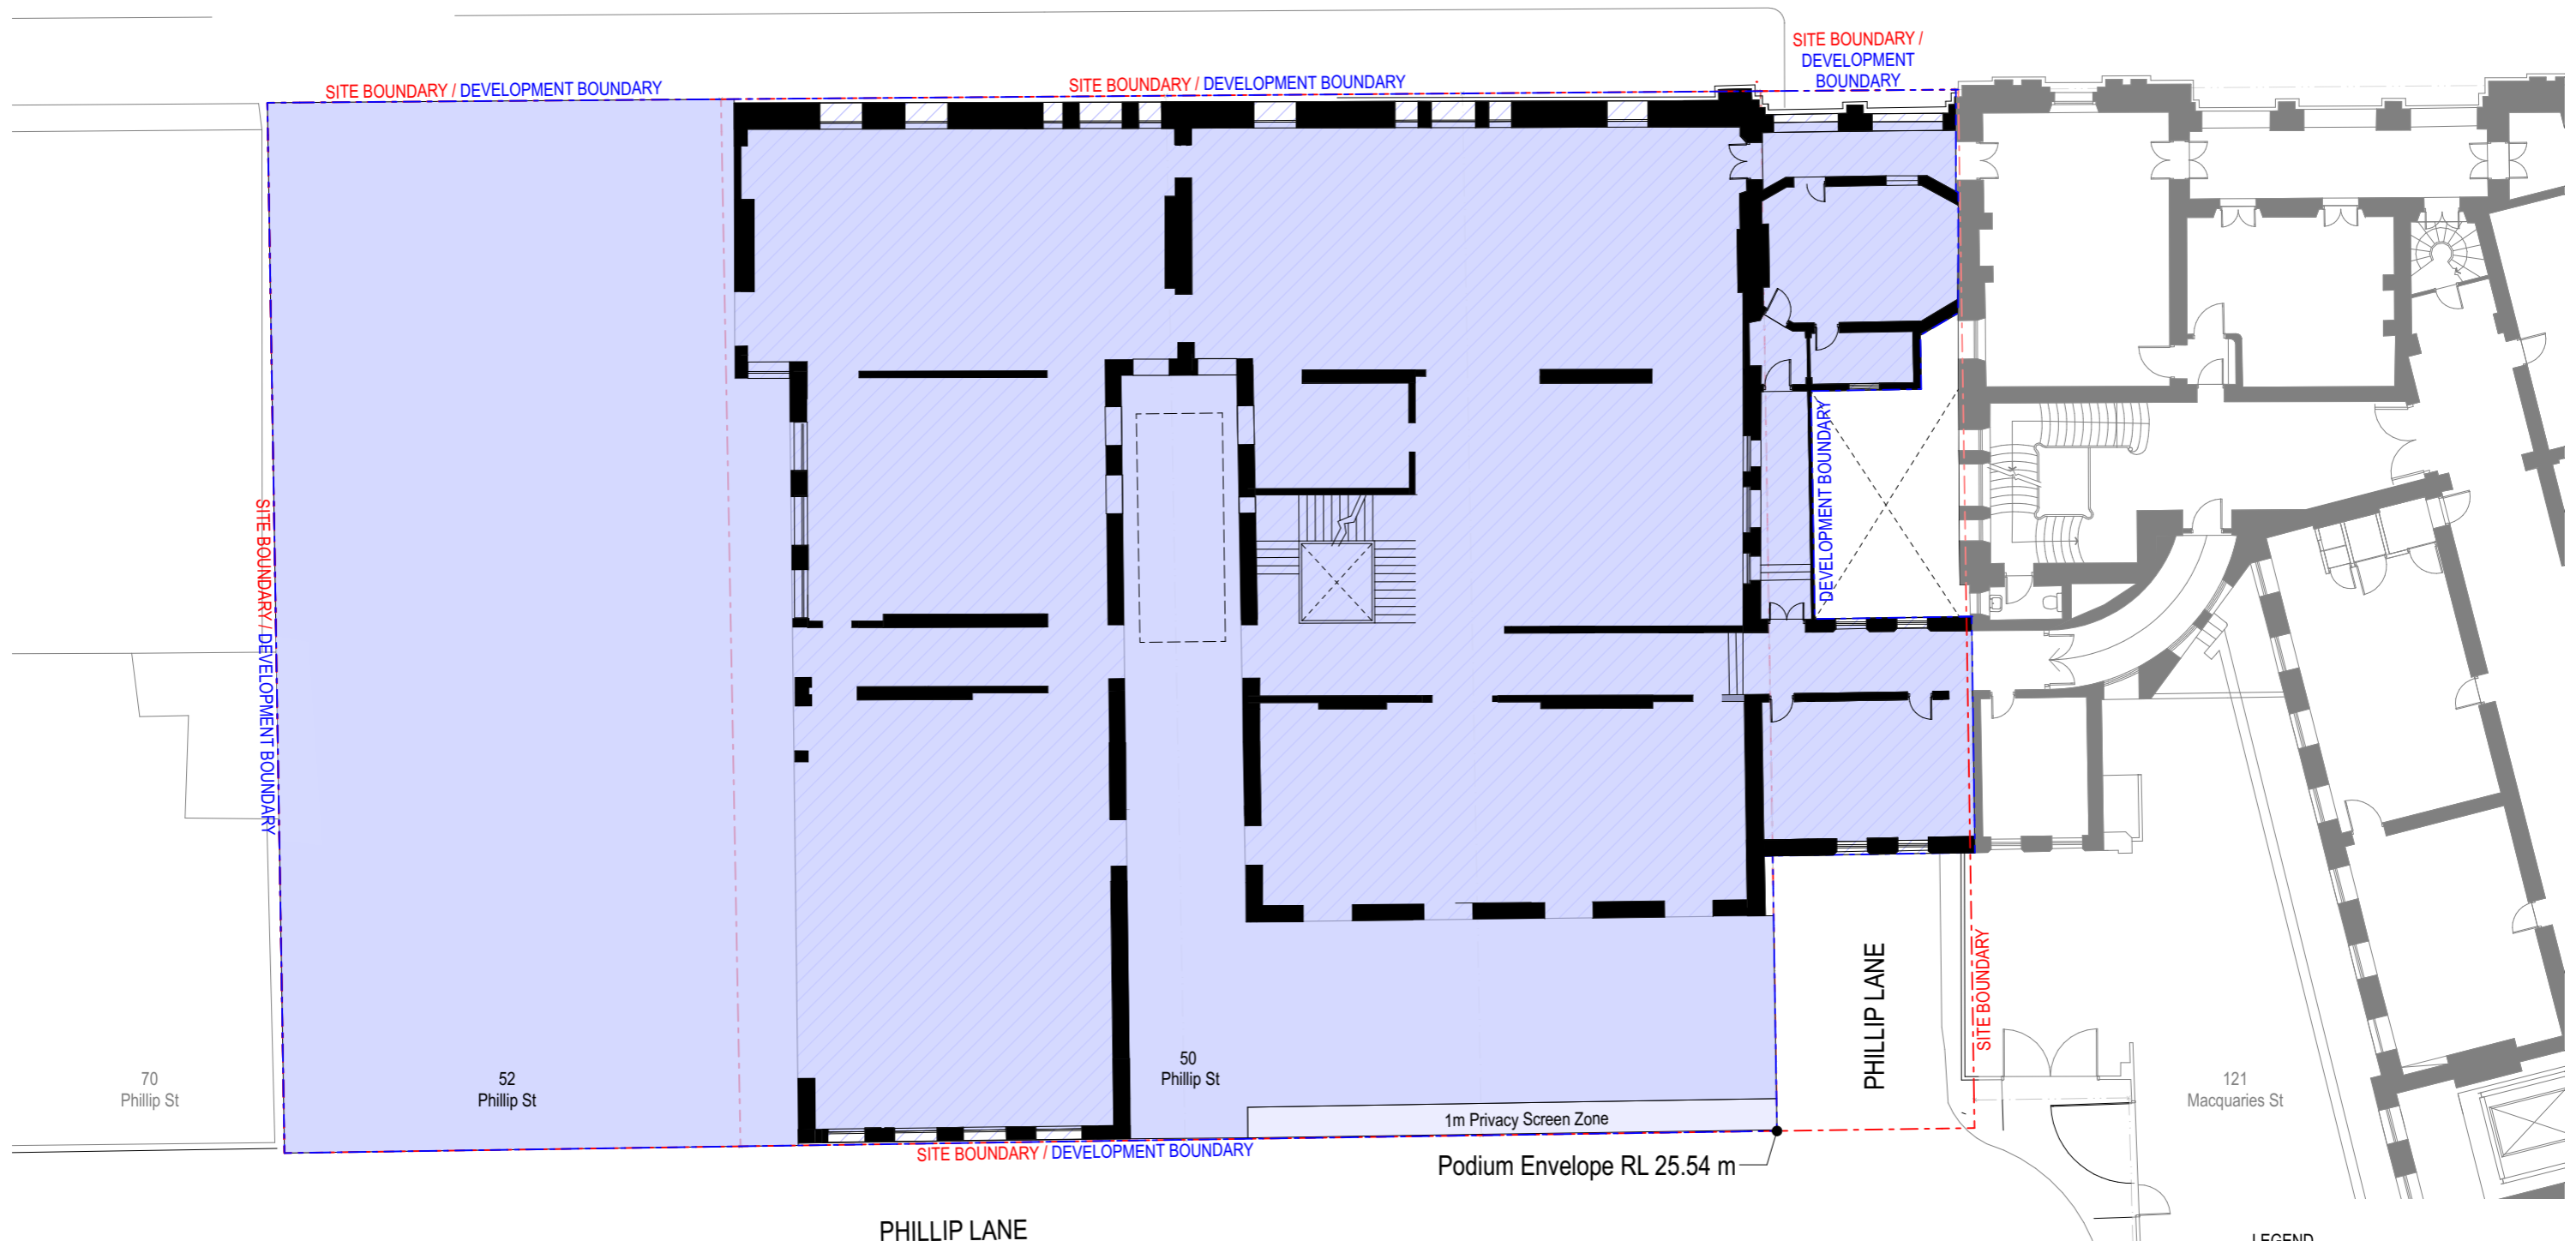 SITE BOUNDARY /
DEVELOPMENT
BOUNDARY
SITE BOUNDARY / DEVELOPMENT BOUNDARY
SITE BOUNDARY / DEVELOPMENT BOUNDARY
DEVELOPMENT BOUNDARY
SITE BOUNDARY / DEVELOPMENT BOUNDARY
SITE BOUNDARY
PHILLIP LANE
50
Phillip St
70
Phillip St
52
Phillip St
121
Macquaries St
1m Privacy Screen Zone
SITE BOUNDARY / DEVELOPMENT BOUNDARY
Podium Envelope RL 25.54 m
PHILLIP LANE
LEGEND